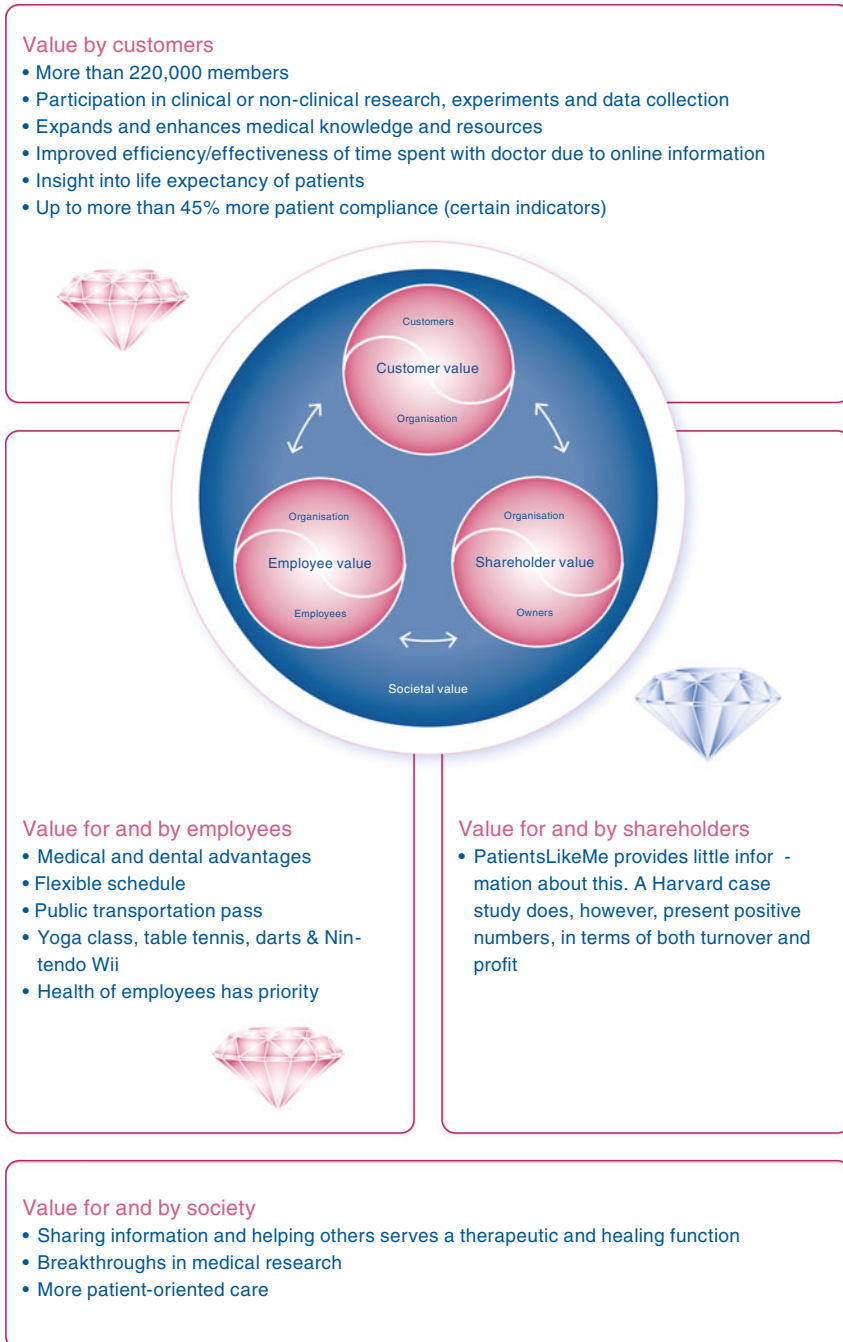 Value by customers
• More than 220,000 members
• Participation in clinical or non-clinical research, experiments and data collection
• Expands and enhances medical knowledge and resources
• Improved efficiency/effectiveness of time spent with doctor due to online information
• Insight into life expectancy of patients
• Up to more than 45% more patient compliance (certain indicators)
Customers
Customer value
Organisation
Organisation
Employee value
Employees
Organisation
Shareholder value
Owners
Societal value
Value for and by employees
• Medical and dental advantages
• Flexible schedule
• Public transportation pass
• Yoga class, table tennis, darts & Nin-
tendo Wii
• Health of employees has priority
Value for and by shareholders
• PatientsLikeMe provides little infor -
mation about this. A Harvard case
study does, however, present positive
numbers, in terms of both turnover and
profit
Value for and by society
• Sharing information and helping others serves a therapeutic and healing function
• Breakthroughs in medical research
• More patient-oriented care